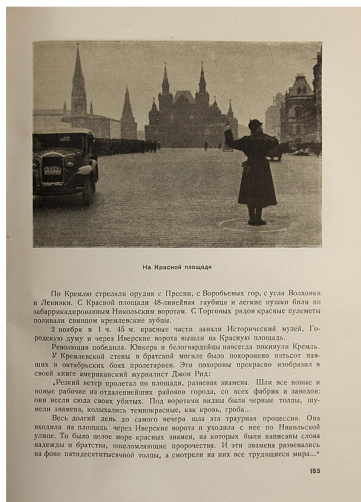 На Красной площади
По Кремлю стреляли орудия с Пресни, с Воробьевых гор, с угла Волхонки
и Ленивки. С Красной площади 48-линейная гаубица и легкие пушки били по
забаррикадированным Никольским воротам. С Торговых рядов красные пулеметы
поливали свинцом кремлевские зубцы.
2 ноября в 1 ч. 45 м. красные части заняли Исторический музей, Го-
родскую думу и через Иверские ворота вышли на Красную площадь.
Революция победила. Юнкера и белогвардейцы навсегда покинули Кремль.
У Кремлевской стены в братской могиле было похоронено пятьсот пав-
ших в октябрьских боях пролетариев. Эти похороны прекрасно изобразил в
своей книге американский журналист Джон Рид:
„Резкий ветер пролетал по площади, развевая знамена. Шли все новые и
новые рабочие из отдаленнейших районов города, со всех фабрик и заводов:
они несли сюда своих убитых. Под воротами видны были черные толпы, шу-
мели знамена, колыхались темнокрасные, как кровь, гроба...
Весь долгий день до самого вечера шла эта траурная процессия. Она
входила на площадь через Иверские ворота и уходила с нее по Никольской
улице. То было целое море красных знамен, на которых были написаны слова
надежды и братства, ошеломляющие пророчества. И эти знамена развевались
на фоне пятидесятитысячной толпы, а смотрели на них все трудящиеся мира...“
153